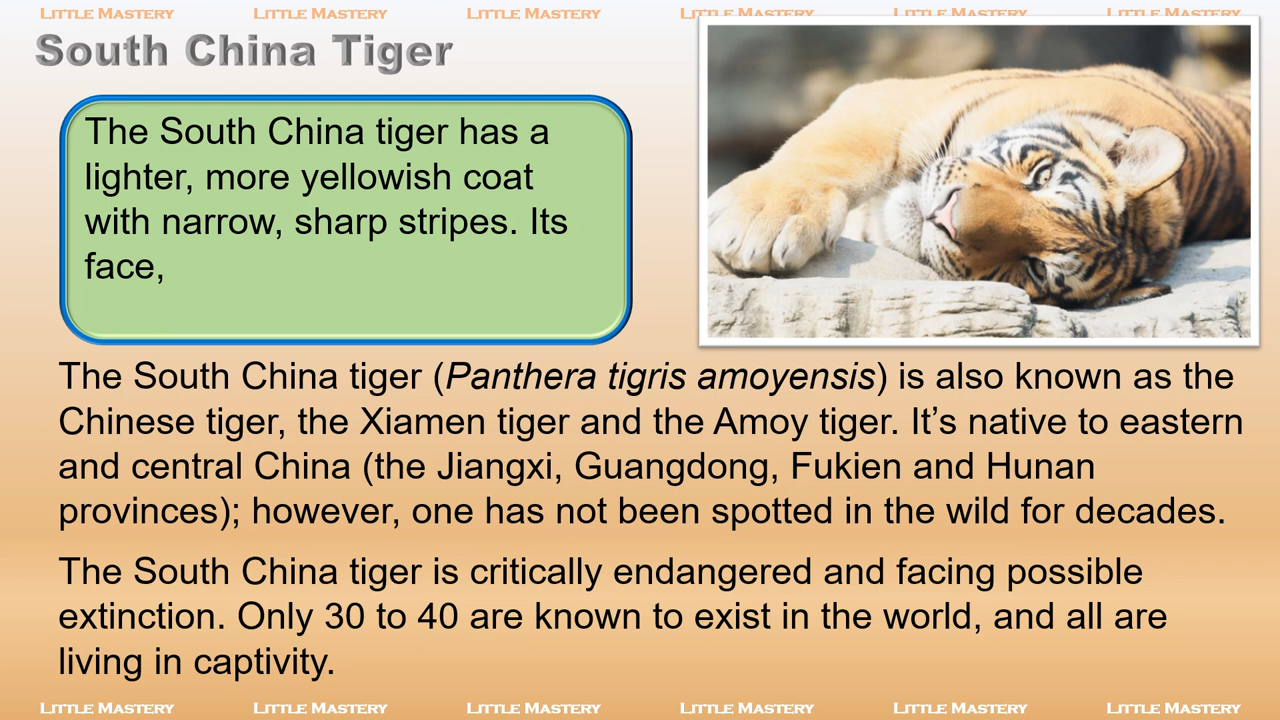 LITTLE MASTERY LITTLE MASTERY LITTLE MASTERY LITTLE MASTERY LITTLE MASTERY LITTLE MASTERY
South China Tiger
The South China tiger has a
lighter, more yellowish coat
with narrow, sharp stripes. Its
face,
The South China tiger (Panthera tigris amoyensis) is also known as the
Chinese tiger, the Xiamen tiger and the Amoy tiger. It’s native to eastern
and central China (the Jiangxi, Guangdong, Fukien and Hunan
provinces); however, one has not been spotted in the wild for decades.
The South China tiger is critically endangered and facing possible
extinction. Only 30 to 40 are known to exist in the world, and all are
living in captivity.
LITTLE MASTERY LITTLE MASTERY LITTLE MASTERY LITTLE MASTERY LITTLE MASTERY LITTLE MASTERY